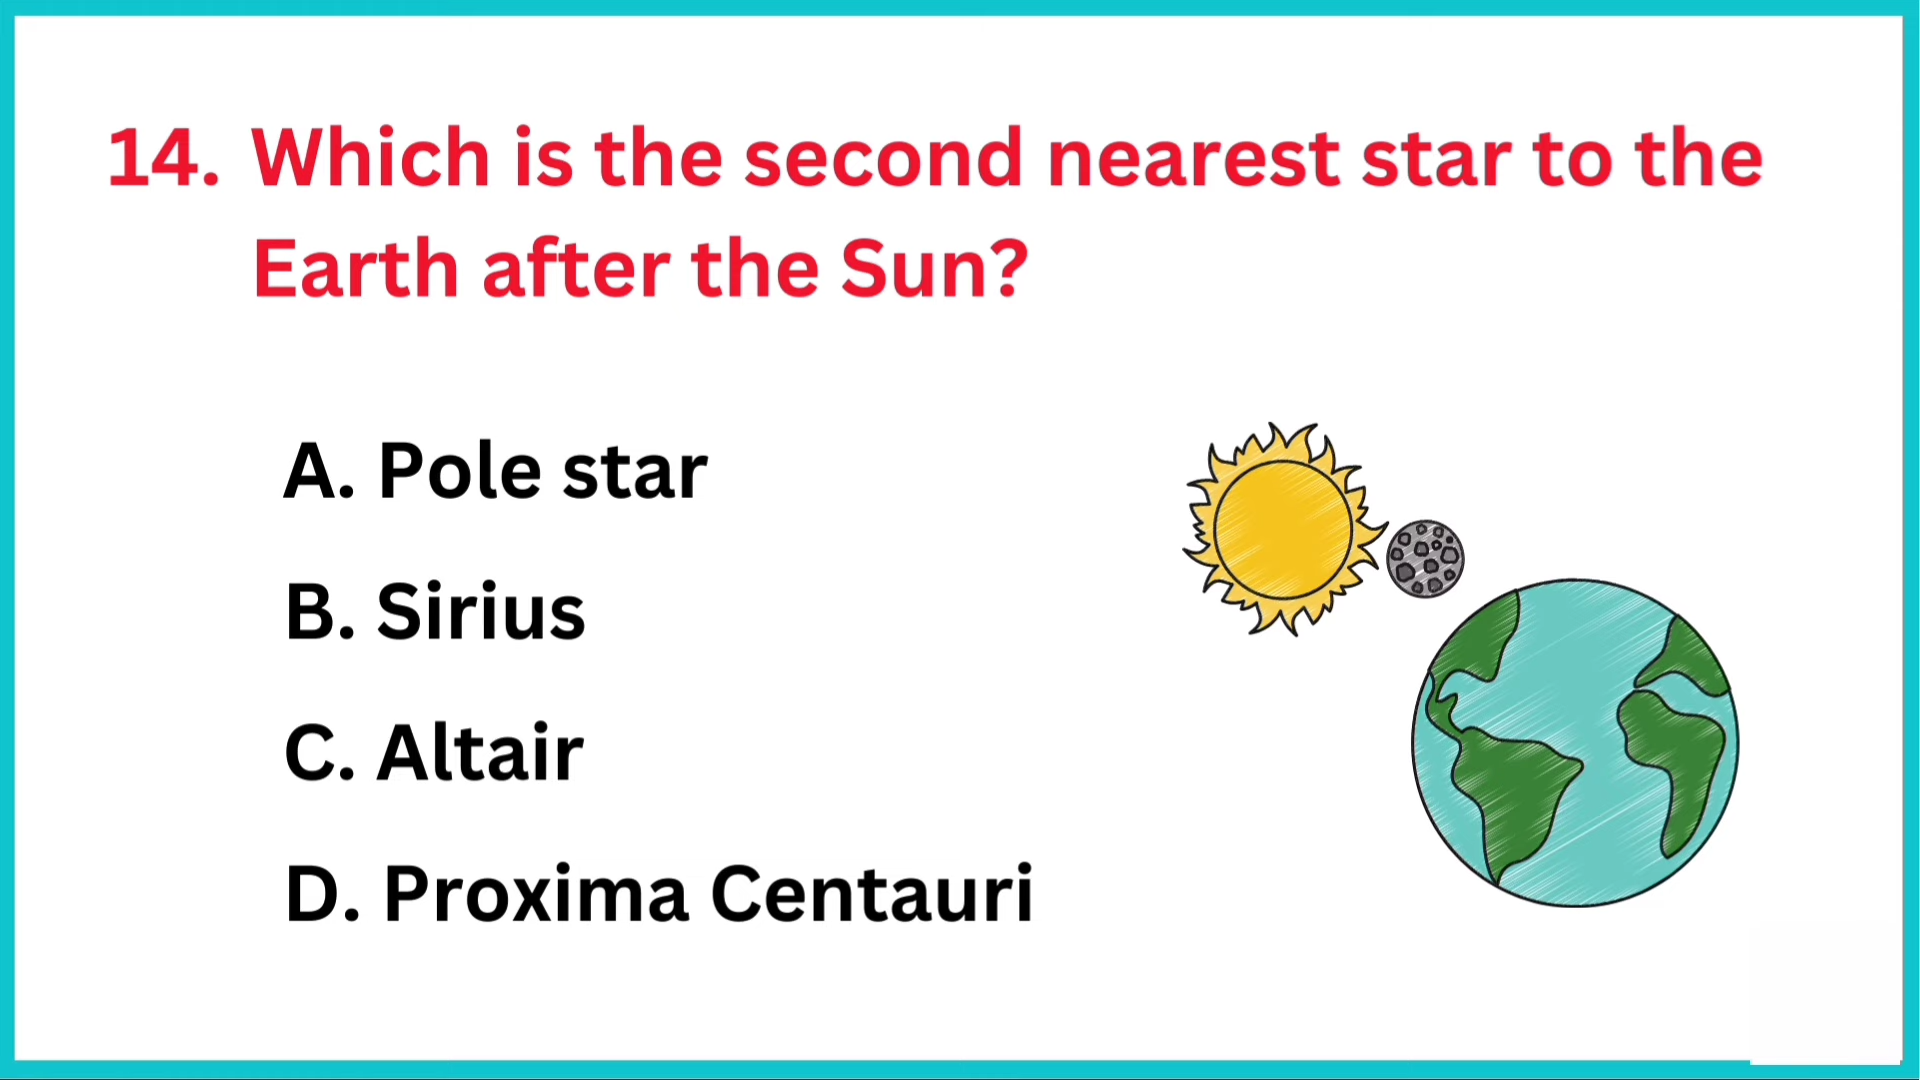 14. Which is the second nearest star to the
Earth after the Sun?
A. Pole star
B. Sirius
C. Altair
D. Proxima Centauri